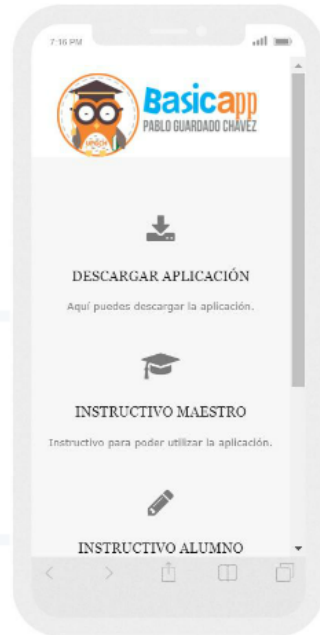 7:16 PM
Basicapp
PABLO GUARDADO CHÁVEZ
DESCARGAR APLICACIÓN
Aquí puedes descargar la aplicación.
INSTRUCTIVO MAESTRO
Instructivo para poder utilizar la aplicación.
INSTRUCTIVO ALUMNO